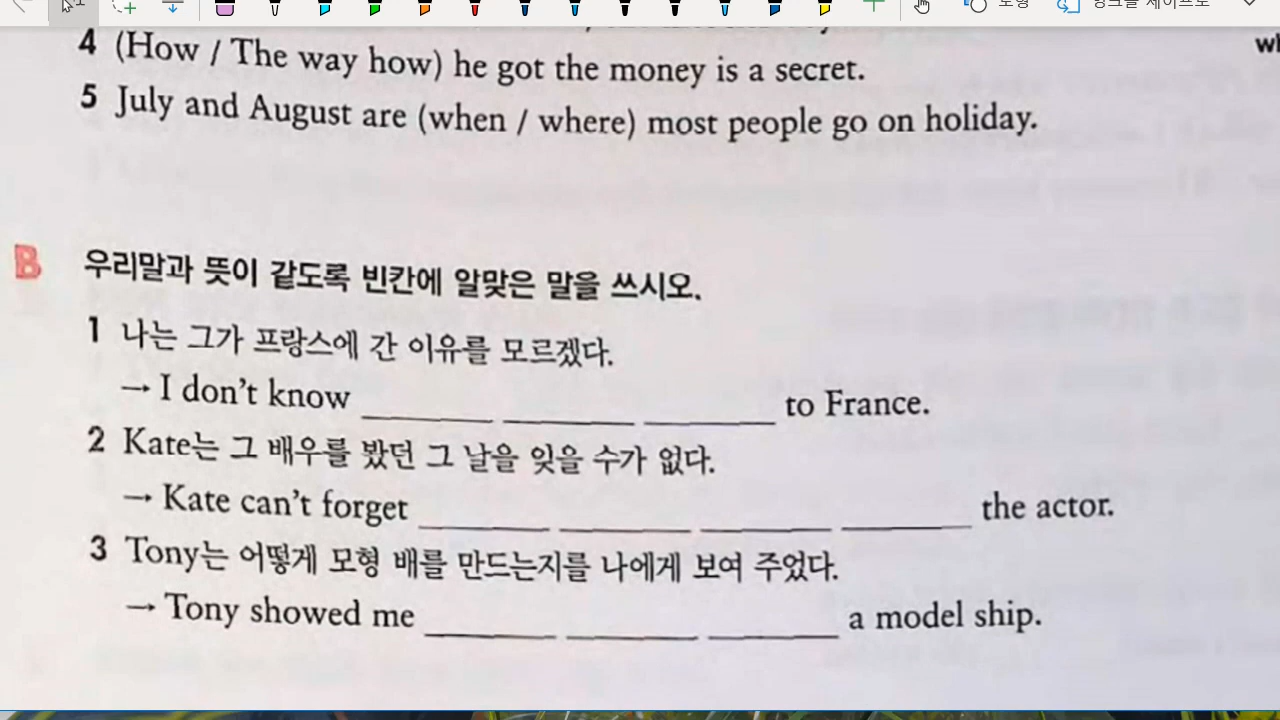 4 (How / The way how) he got the money is a secret.
5 July and August are (when / where) most people go on holiday.
B 우리말과 뜻이 같도록 빈칸에 알맞은 말을 쓰시오.
1 나는 그가 프랑스에 간 이유를 모르겠다.
→ I don't know ______ ______ ______ to France.
2 Kate는 그 배우를 봤던 그 날을 잊을 수가 없다.
→ Kate can't forget ______ ______ ______ ______ the actor.
3 Tony는 어떻게 모형 배를 만드는지를 나에게 보여 주었다.
→ Tony showed me ______ ______ ______ a model ship.